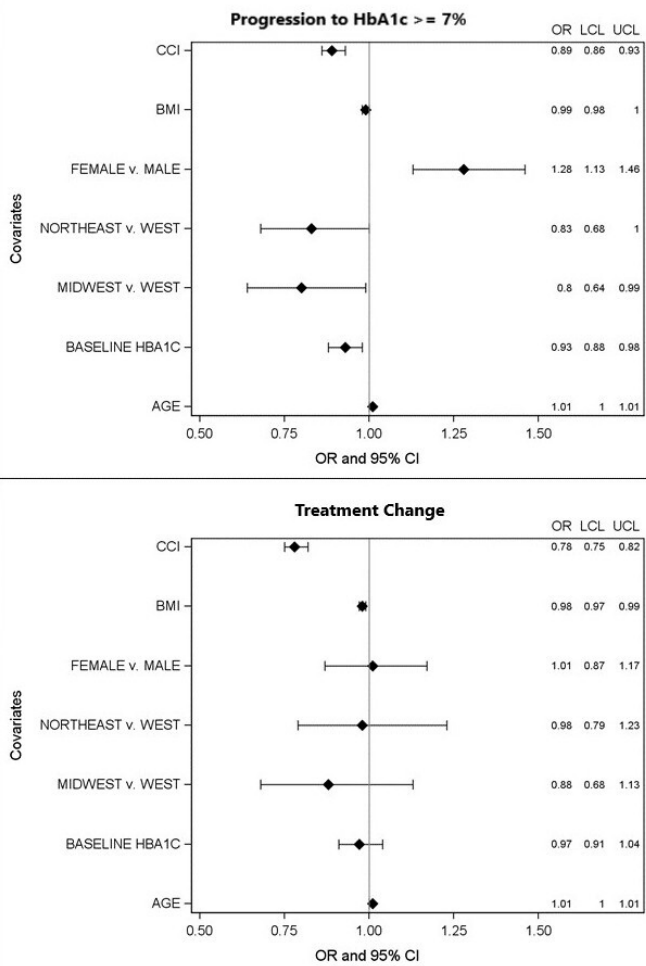 Progression to HbA1c >= 7%
OR LCL UCL
CCI 0.89 0.86 0.93
BMI 0.99 0.98 1
FEMALE v. MALE 1.28 1.13 1.46
NORTHEAST v. WEST 0.83 0.68 1
MIDWEST v. WEST 0.8 0.64 0.99
BASELINE HBA1C 0.93 0.88 0.98
AGE 1.01 1 1.01
Covariates
0.50 0.75 1.00 1.25 1.50
OR and 95% CI
Treatment Change
OR LCL UCL
CCI 0.78 0.75 0.82
BMI 0.98 0.97 0.99
FEMALE v. MALE 1.01 0.87 1.17
NORTHEAST v. WEST 0.98 0.79 1.23
MIDWEST v. WEST 0.88 0.68 1.13
BASELINE HBA1C 0.97 0.91 1.04
AGE 1.01 1 1.01
Covariates
0.50 0.75 1.00 1.25 1.50
OR and 95% CI